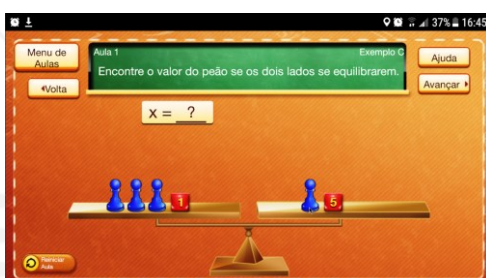 37% 16:45
Menu de
Aulas
Aula 1
Exemplo C
Ajuda
Encontre o valor do peão se os dois lados se equilibrarem.
Volta
Avançar
x = ?
1
5
Reiniciar
Aula